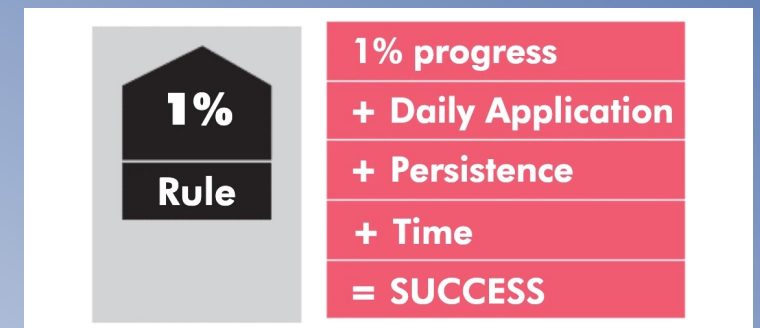 1%
Rule
1% progress
+ Daily Application
+ Persistence
+ Time
= SUCCESS